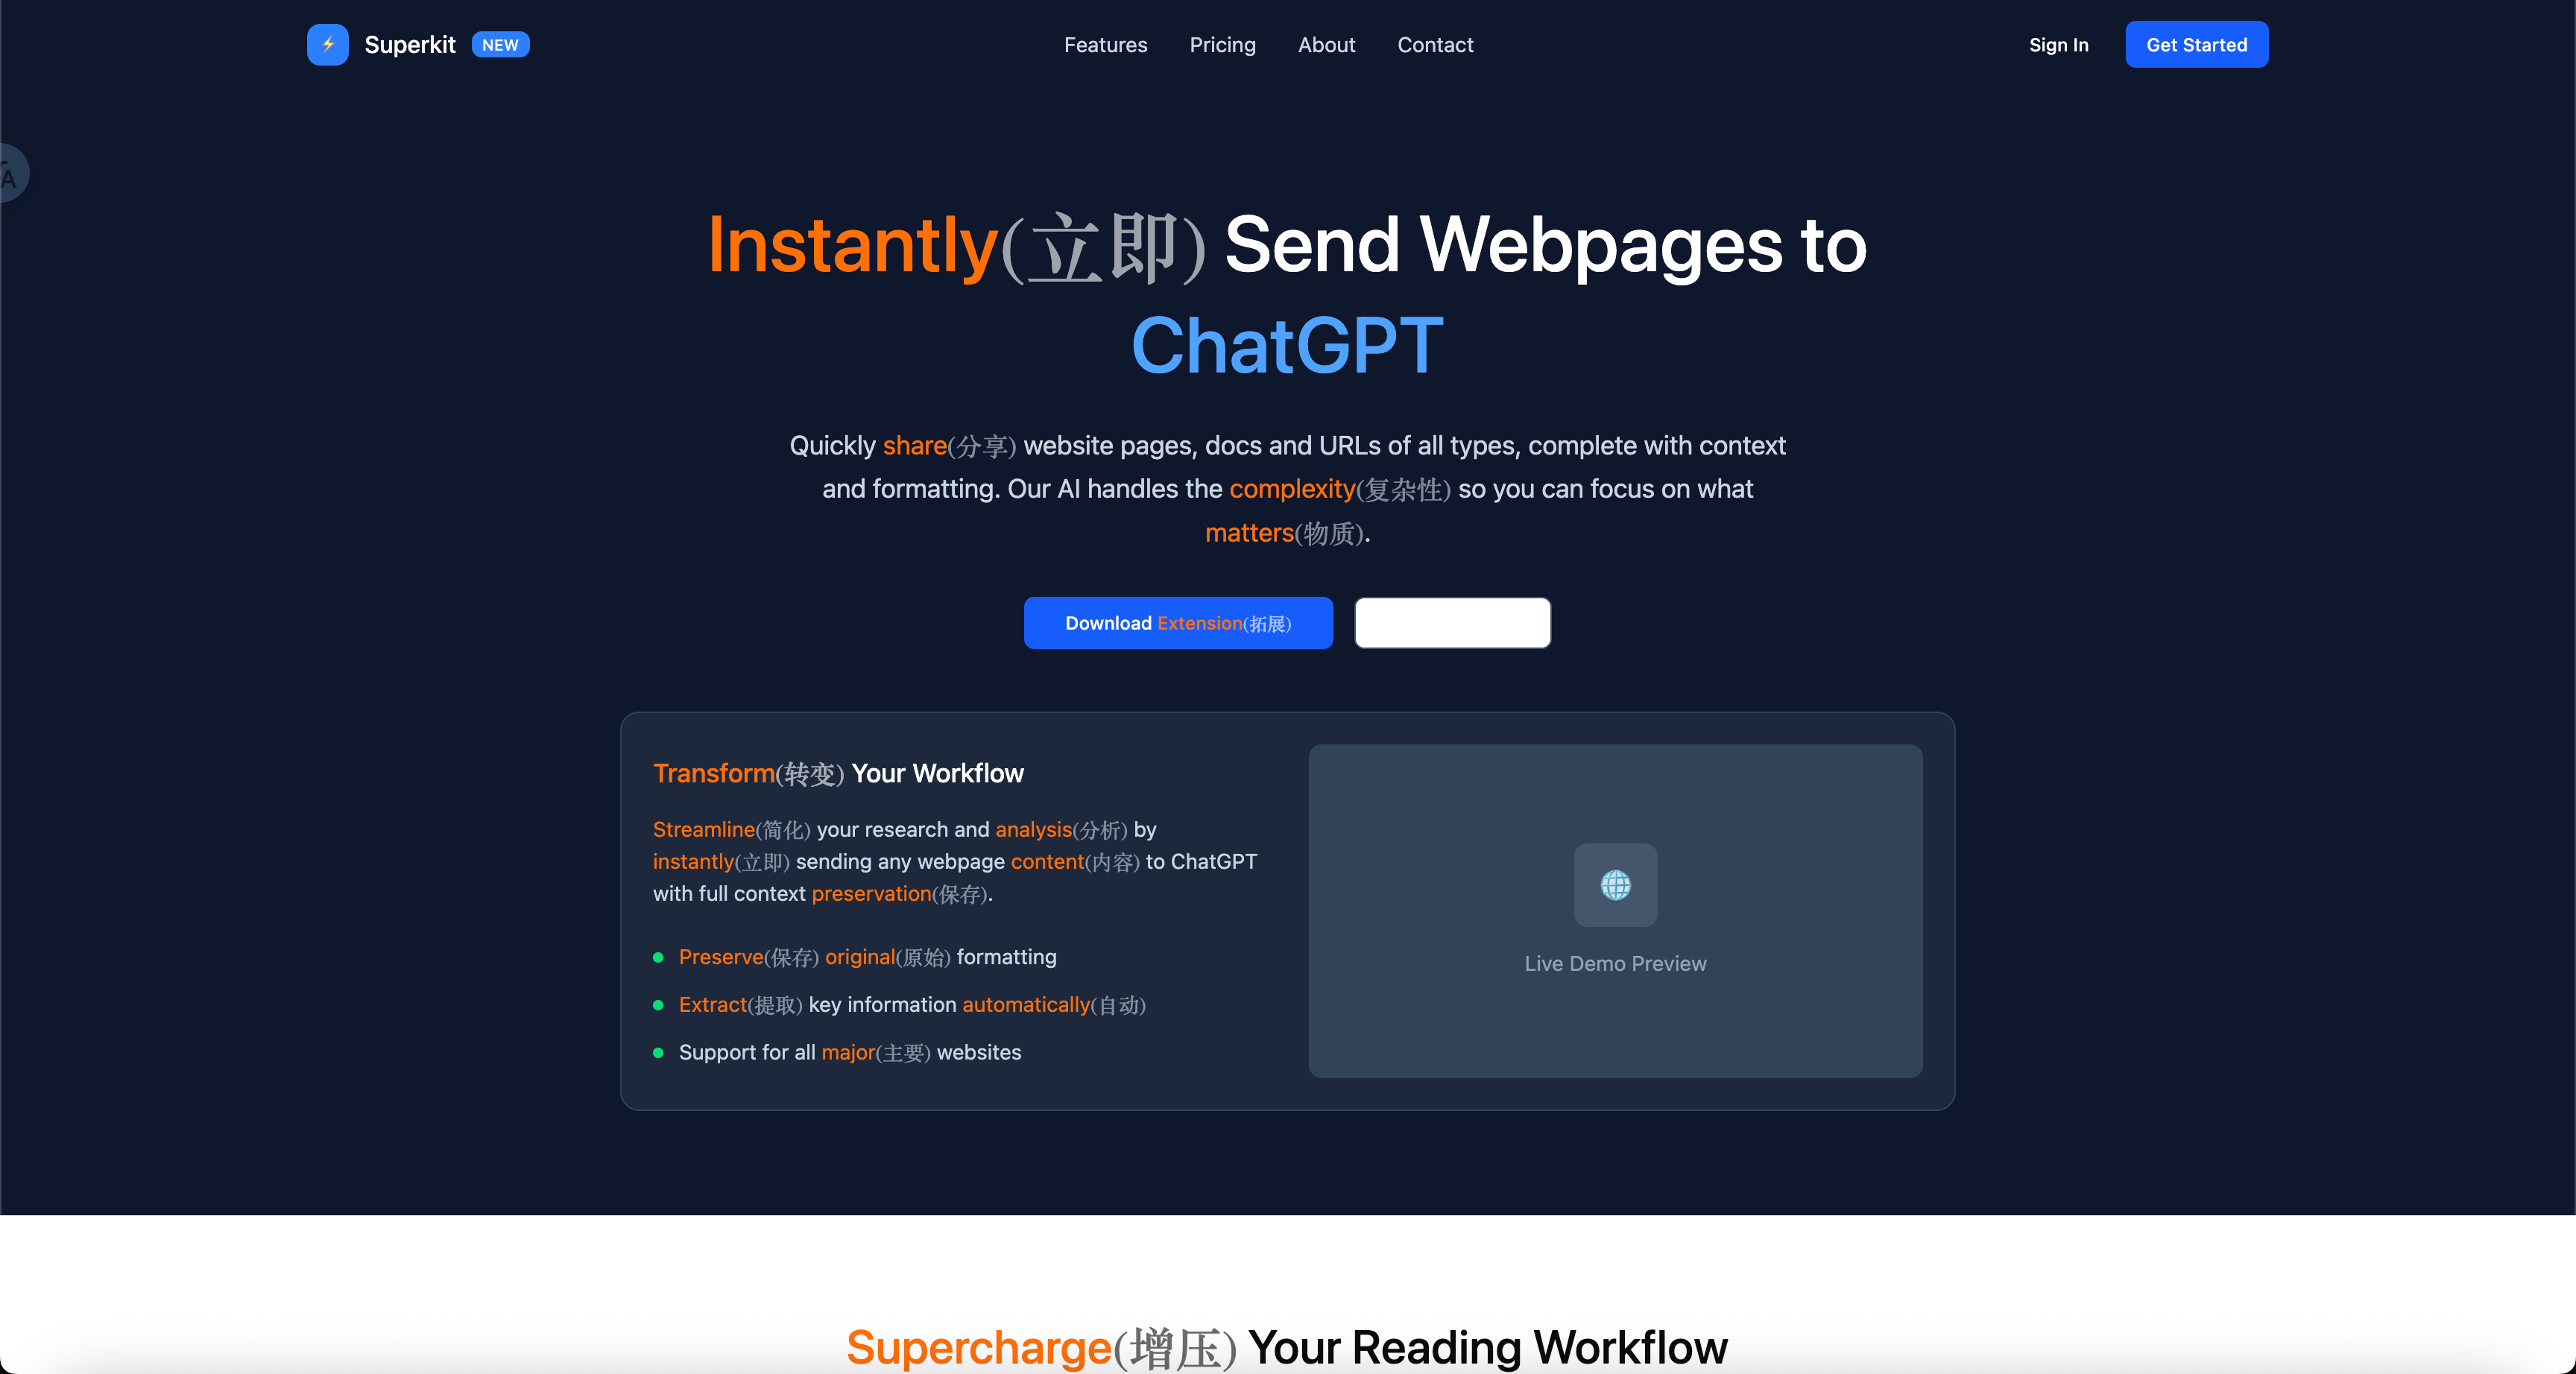 Superkit NEW
Features Pricing About Contact
Sign In Get Started
Instantly(立即) Send Webpages to
ChatGPT
Quickly share(分享) website pages, docs and URLs of all types, complete with context
and formatting. Our AI handles the complexity(复杂性) so you can focus on what
matters(物质).
Download Extension(拓展)
Transform(转变) Your Workflow
Streamline(简化) your research and analysis(分析) by
instantly(立即) sending any webpage content(内容) to ChatGPT
with full context preservation(保存).
Preserve(保存) original(原始) formatting
Extract(提取) key information automatically(自动)
Support for all major(主要) websites
Live Demo Preview
Supercharge(增压) Your Reading Workflow